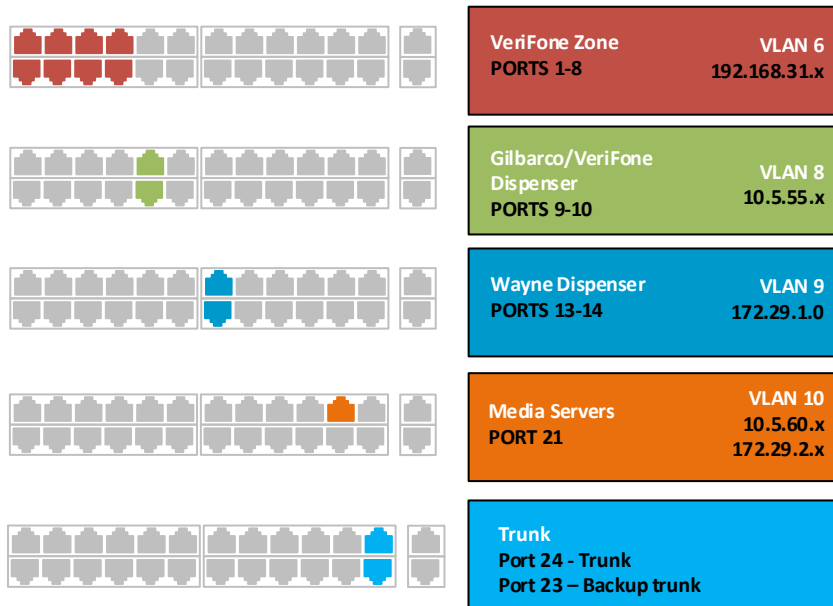 VeriFone Zone VLAN 6
PORTS 1-8 192.168.31.x
Gilbarco/VeriFone
Dispenser VLAN 8
PORTS 9-10 10.5.55.x
Wayne Dispenser VLAN 9
PORTS 13-14 172.29.1.0
Media Servers VLAN 10
PORT 21 10.5.60.x
172.29.2.x
Trunk
Port 24 - Trunk
Port 23 – Backup trunk